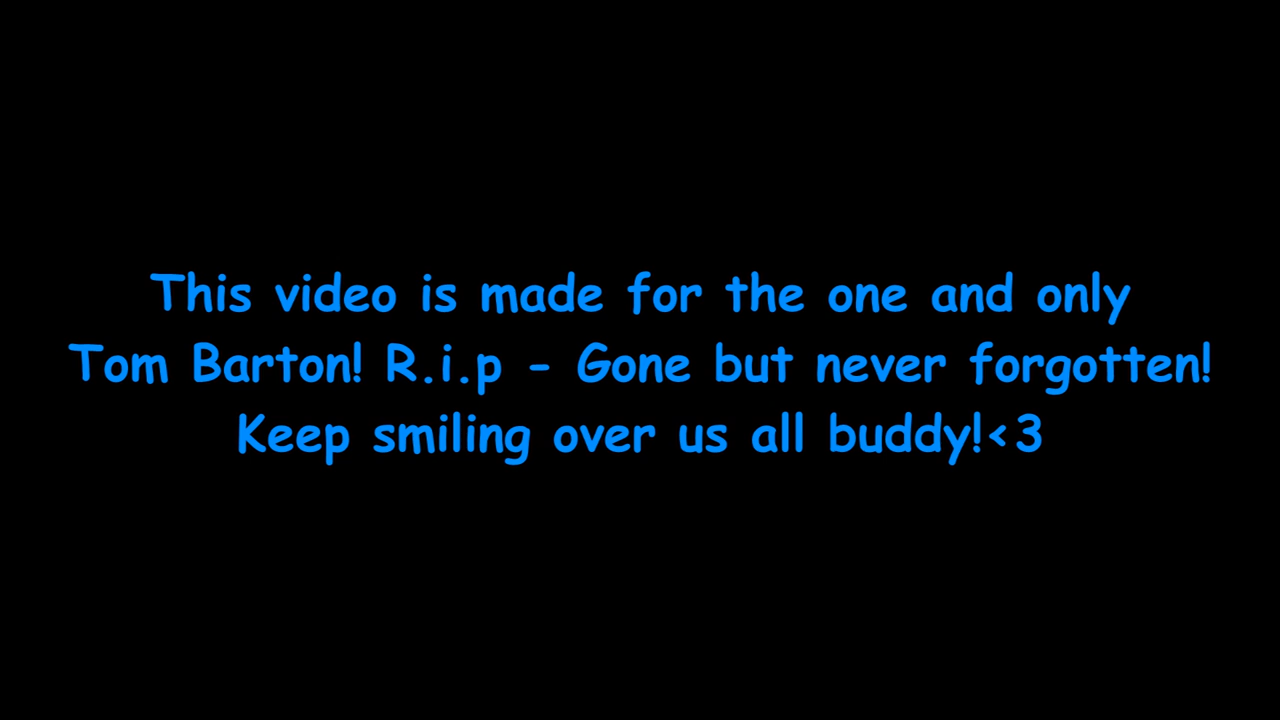 This video is made for the one and only
Tom Barton! R.i.p - Gone but never forgotten!
Keep smiling over us all buddy!<3